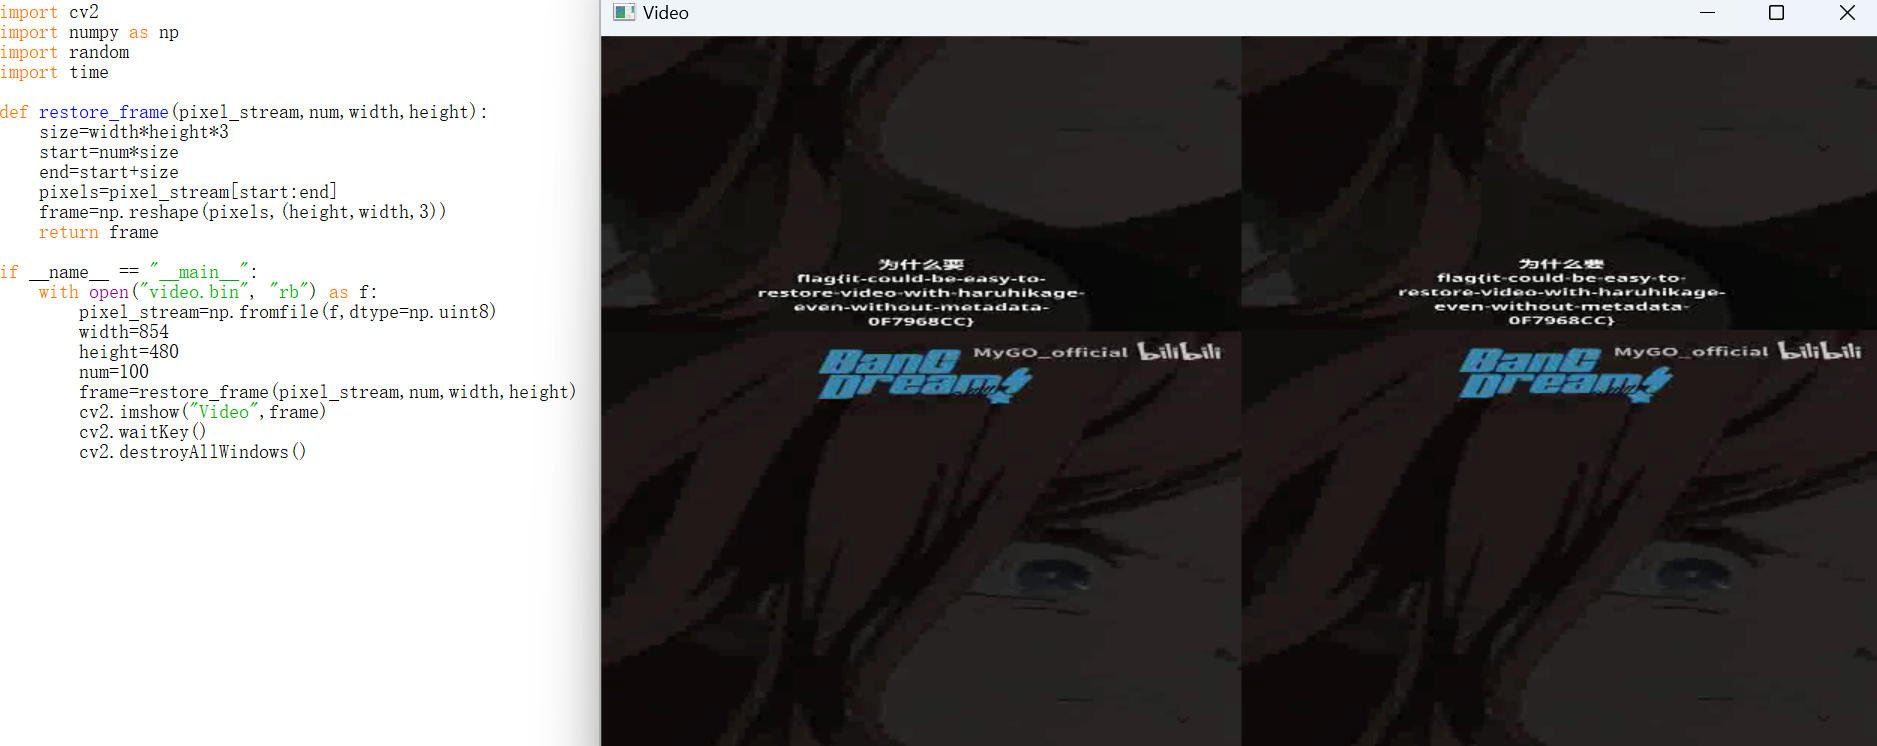 import cv2
import numpy as np
import random
import time
def restore_frame(pixel_stream,num,width,height):
size=width*height*3
start=num*size
end=start+size
pixels=pixel_stream[start:end]
frame=np.reshape(pixels,(height,width,3))
return frame
if __name__ == "__main__":
with open("video.bin", "rb") as f:
pixel_stream=np.fromfile(f,dtype=np.uint8)
width=854
height=480
num=100
frame=restore_frame(pixel_stream,num,width,height)
cv2.imshow("Video",frame)
cv2.waitKey()
cv2.destroyAllWindows()
Video
为什么要
flag{it-could-be-easy-to-
restore-video-with-haruhikage-
even-without-metadata-
0F7968CC}
为什么要
flag{it-could-be-easy-to-
restore-video-with-haruhikage-
even-without-metadata-
0F7968CC}
BanG
Dream!
MyGO_official bilibili
BanG
Dream!
MyGO_official bilibili